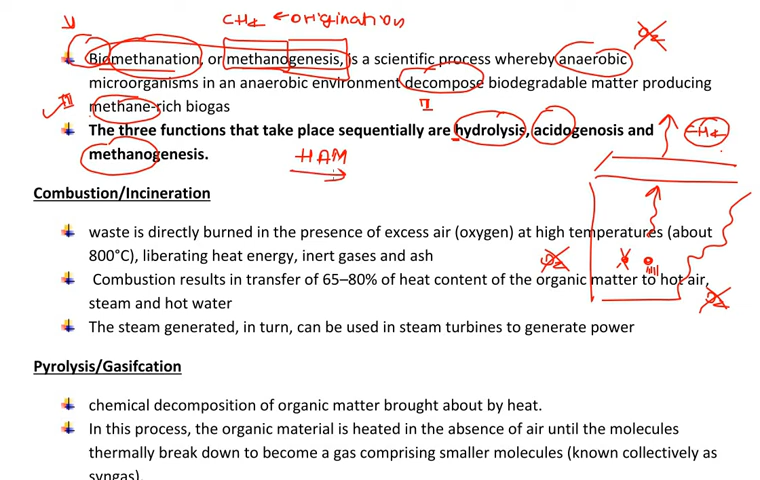 CH4 ← origination
O2
Biomethanation, or methanogenesis, is a scientific process whereby anaerobic
microorganisms in an anaerobic environment decompose biodegradable matter producing
methane-rich biogas
I
II
The three functions that take place sequentially are hydrolysis, acidogenosis and
methanogenesis.
HAM
CH4
Combustion/Incineration
waste is directly burned in the presence of excess air (oxygen) at high temperatures (about
800°C), liberating heat energy, inert gases and ash
O2
Combustion results in transfer of 65–80% of heat content of the organic matter to hot air,
steam and hot water
O2
The steam generated, in turn, can be used in steam turbines to generate power
Pyrolysis/Gasifcation
chemical decomposition of organic matter brought about by heat.
In this process, the organic material is heated in the absence of air until the molecules
thermally break down to become a gas comprising smaller molecules (known collectively as
syngas).